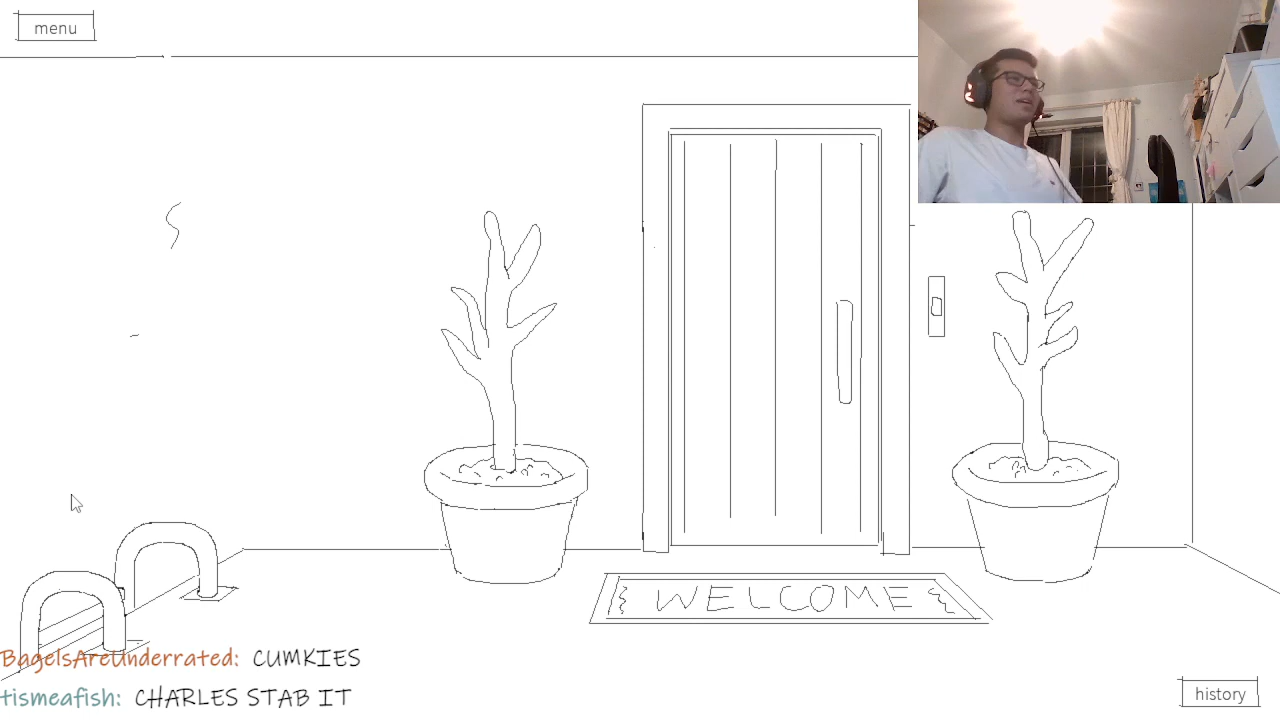 menu
WELCOME
BagelsAreUnderrated: CUMKIES
tismeafish: CHARLES STAB IT
history